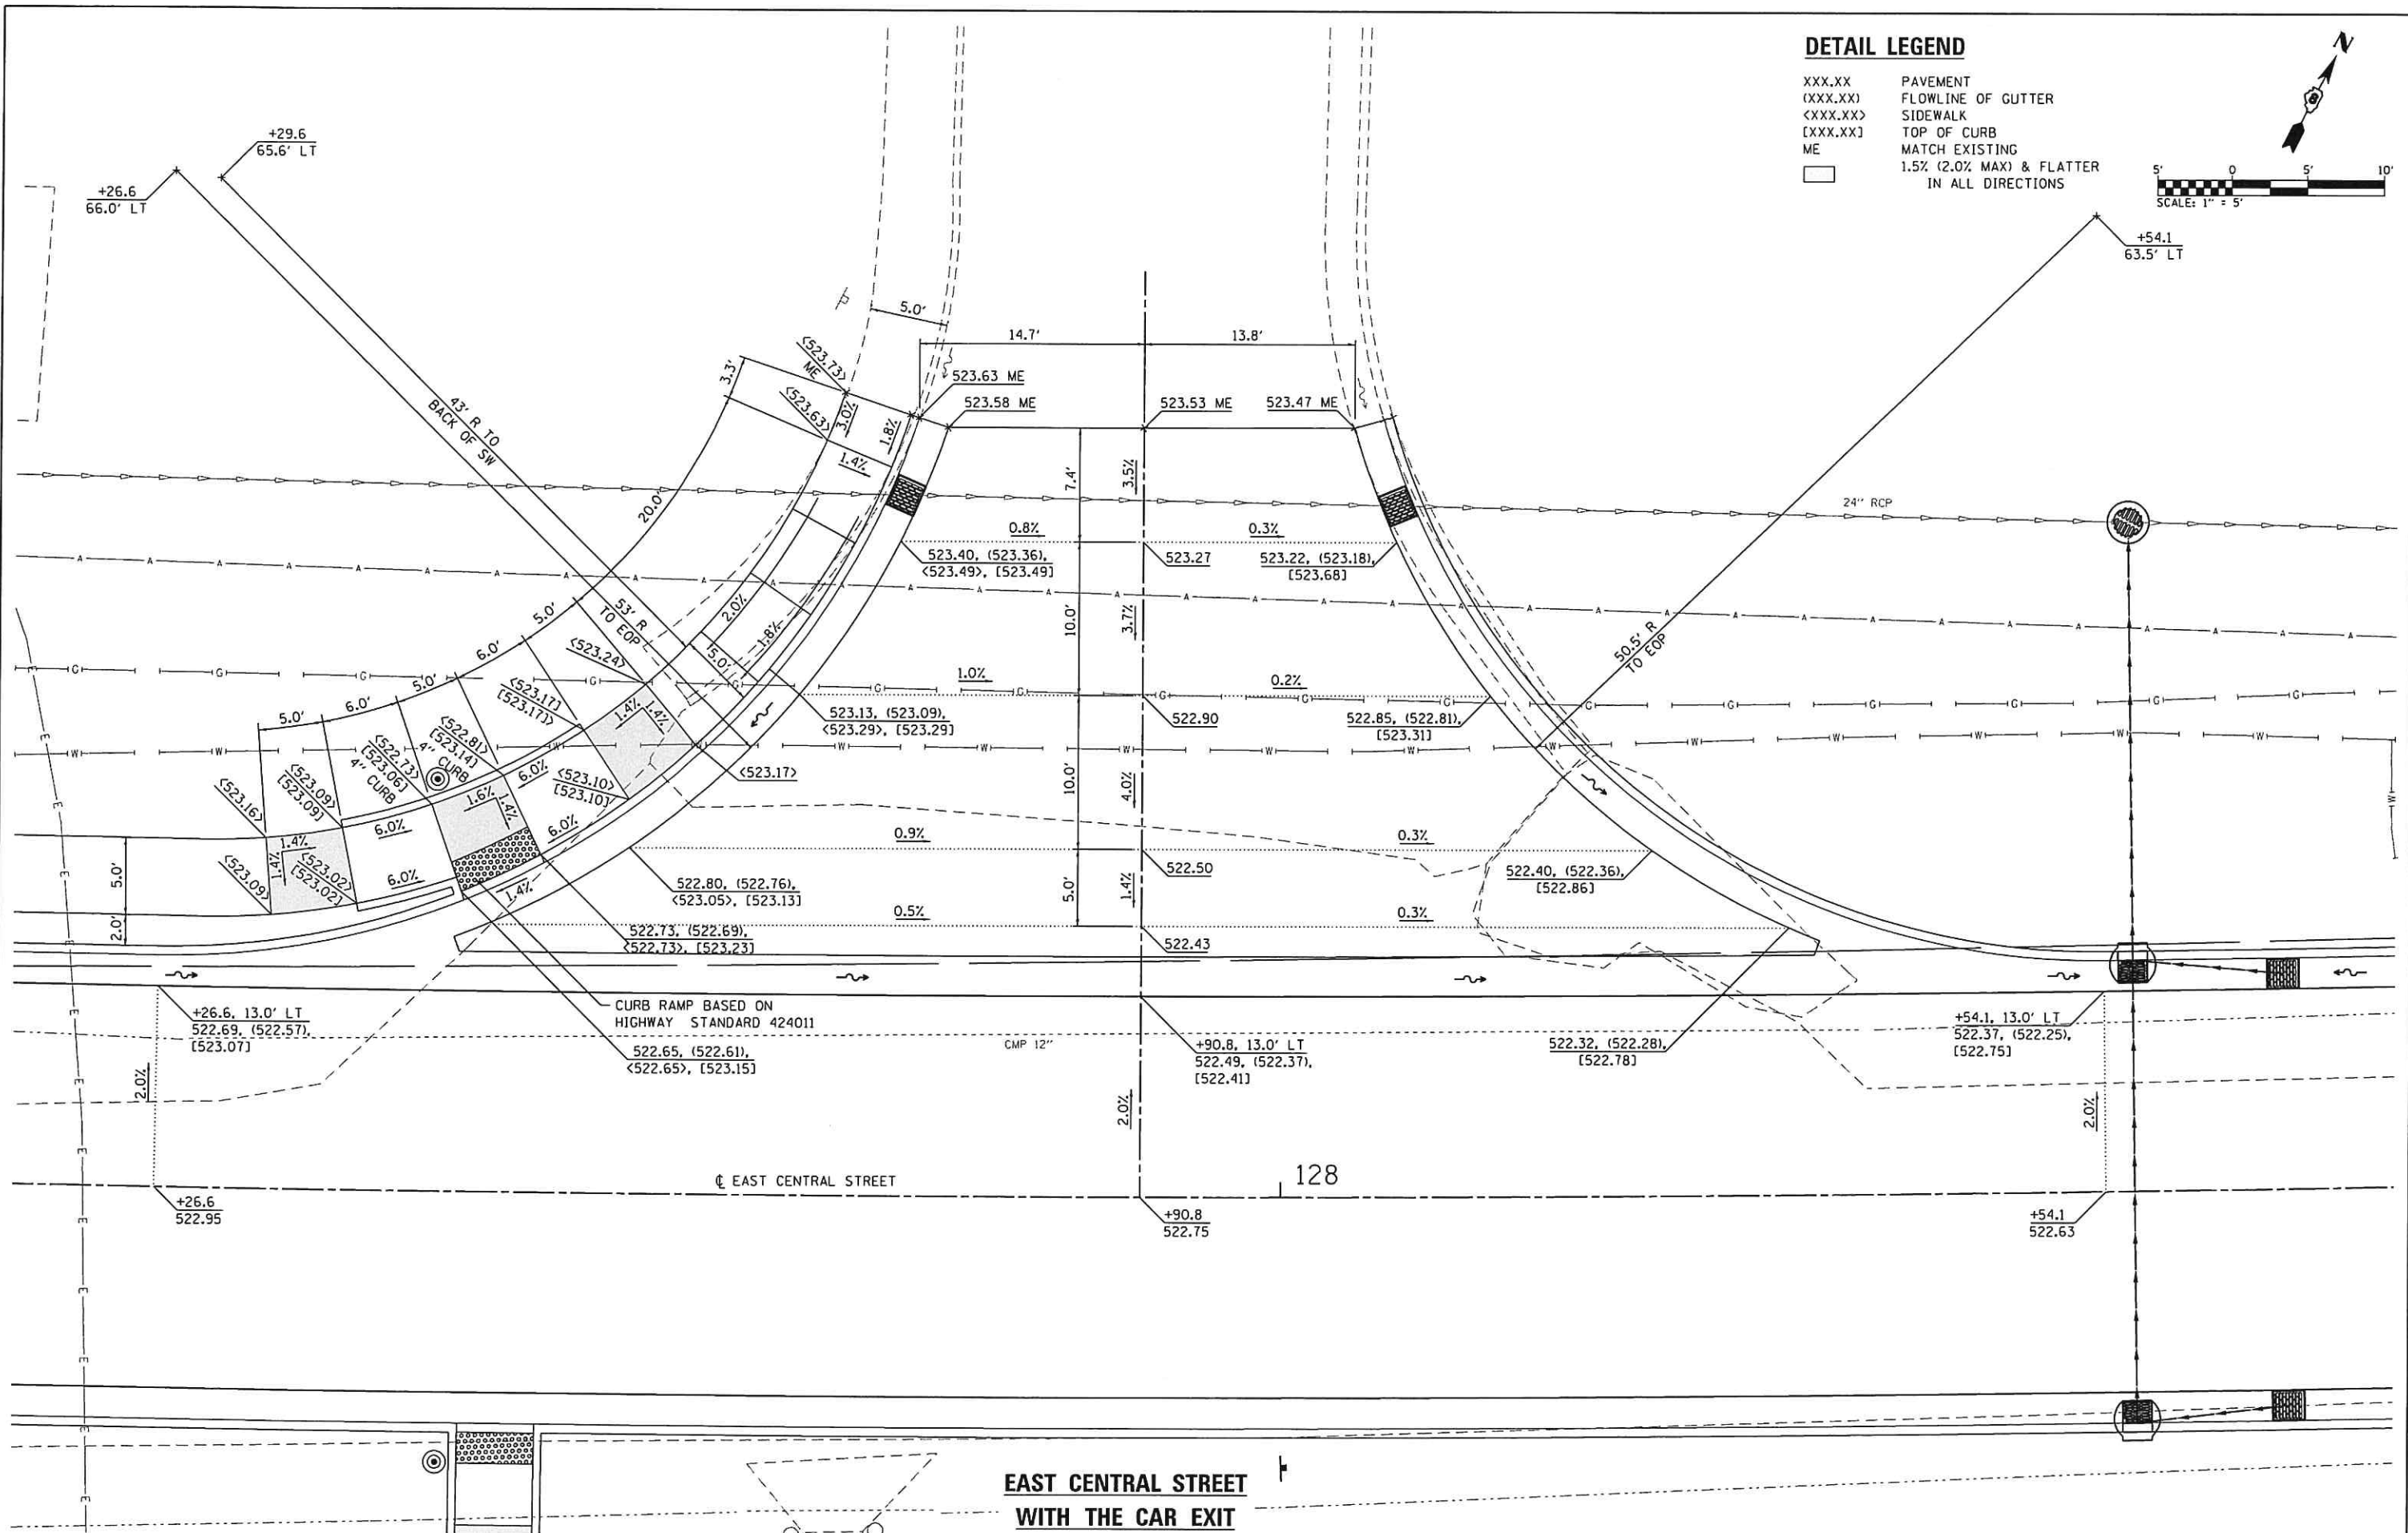 DETAIL LEGEND
XXX.XX PAVEMENT
(XXX.XX) FLOWLINE OF GUTTER
<XXX.XX> SIDEWALK
[XXX.XX] TOP OF CURB
ME MATCH EXISTING
1.5% (2.0% MAX) & FLATTER
IN ALL DIRECTIONS
N
5' 0 5' 10'
SCALE: 1" = 5'
+29.6
65.6' LT
+26.6
66.0' LT
+54.1
63.5' LT
43' R TO
BACK OF SW
53' R
TO EOP
50.5' R
TO EOP
5.0'
14.7'
13.8'
3.3'
<523.73>
ME
<523.63>
3.0%
1.8%
1.4%
523.63 ME
523.58 ME
523.53 ME
523.47 ME
20.0'
7.4'
3.5%
24" RCP
0.8%
0.3%
523.40, (523.36),
<523.49>, [523.49]
523.27
523.22, (523.18),
[523.68]
10.0'
3.7%
2.0%
1.8%
5.0'
5.0'
6.0'
5.0'
6.0'
5.0'
<523.24>
<523.17>
[523.17]>
1.0%
0.2%
523.13, (523.09),
<523.29>, [523.29]
522.90
522.85, (522.81),
[523.31]
<522.81>
[523.14]
4"
CURB
<522.73>
[523.06]
4" CURB
<523.09>
[523.09]
<523.16>
1.4%
1.4%
<523.17>
6.0%
<523.10>
[523.10]
1.6%
1.4%
6.0%
10.0'
4.0%
6.0%
1.4%
1.4%
<523.02>
[523.02]
<523.09>
6.0%
1.4%
5.0'
2.0'
0.9%
0.3%
522.80, (522.76),
<523.05>, [523.13]
522.50
522.40, (522.36),
[522.86]
5.0'
1.4%
0.5%
0.3%
522.73, (522.69),
<522.73>, [523.23]
522.43
CURB RAMP BASED ON
HIGHWAY STANDARD 424011
+26.6, 13.0' LT
522.69, (522.57),
[523.07]
522.65, (522.61),
<522.65>, [523.15]
CMP 12"
+90.8, 13.0' LT
522.49, (522.37),
[522.41]
522.32, (522.28),
[522.78]
+54.1, 13.0' LT
522.37, (522.25),
[522.75]
2.0%
2.0%
2.0%
℄ EAST CENTRAL STREET
128
+26.6
522.95
+90.8
522.75
+54.1
522.63
EAST CENTRAL STREET
WITH THE CAR EXIT